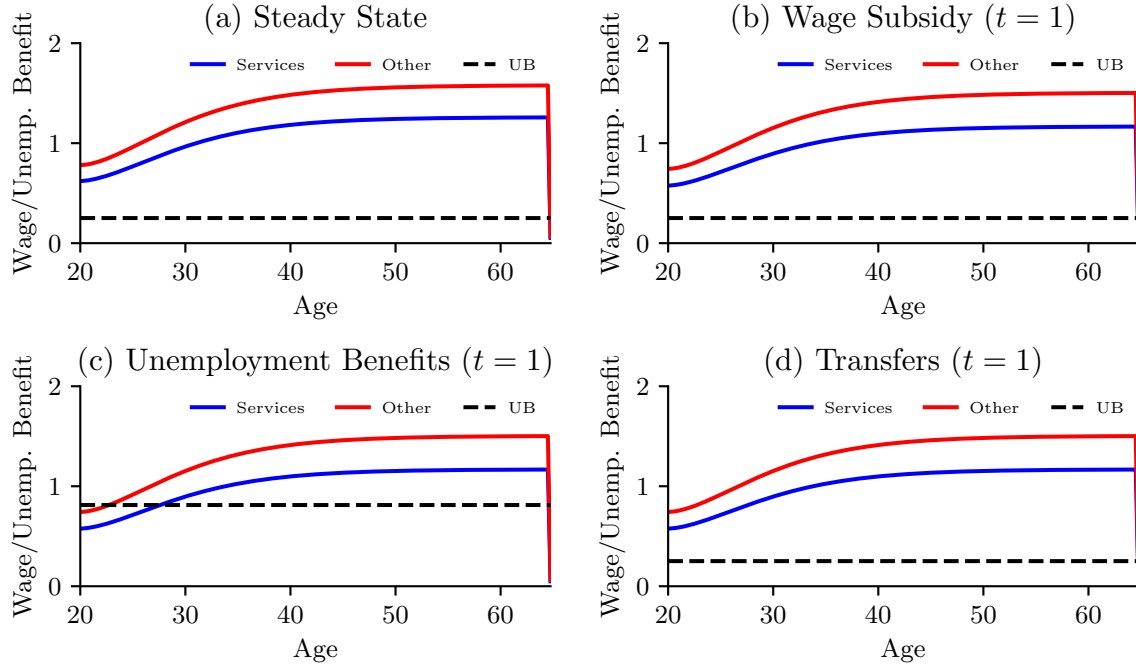 (a) Steady State
Wage/Unemp. Benefit
2
1
0
Services Other UB
20 30 40 50 60
Age
(b) Wage Subsidy (t = 1)
Wage/Unemp. Benefit
2
1
0
Services Other UB
20 30 40 50 60
Age
(c) Unemployment Benefits (t = 1)
Wage/Unemp. Benefit
2
1
0
Services Other UB
20 30 40 50 60
Age
(d) Transfers (t = 1)
Wage/Unemp. Benefit
2
1
0
Services Other UB
20 30 40 50 60
Age